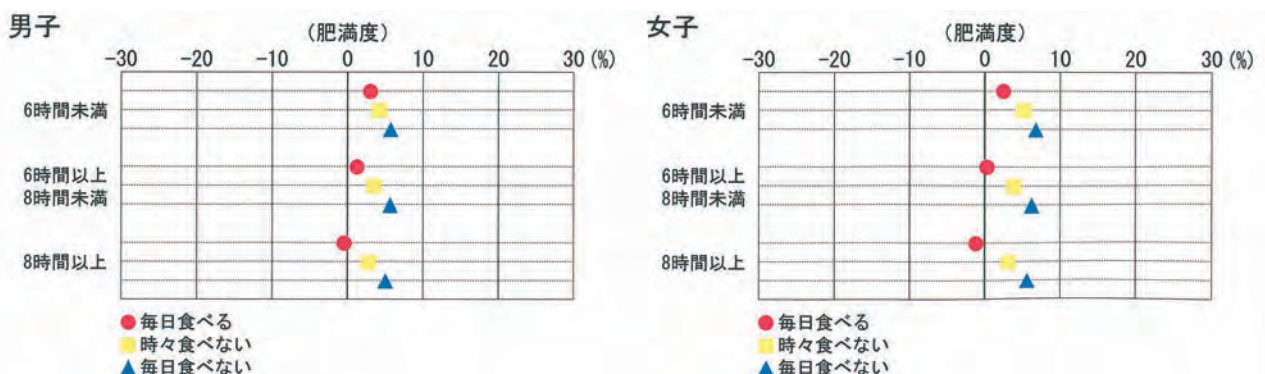 男子
(肥満度)
-30 -20 -10 0 10 20 30 (%)
6時間未満
6時間以上
8時間未満
8時間以上
● 毎日食べる
■ 時々食べない
▲ 毎日食べない
女子
(肥満度)
-30 -20 -10 0 10 20 30 (%)
6時間未満
6時間以上
8時間未満
8時間以上
● 毎日食べる
■ 時々食べない
▲ 毎日食べない